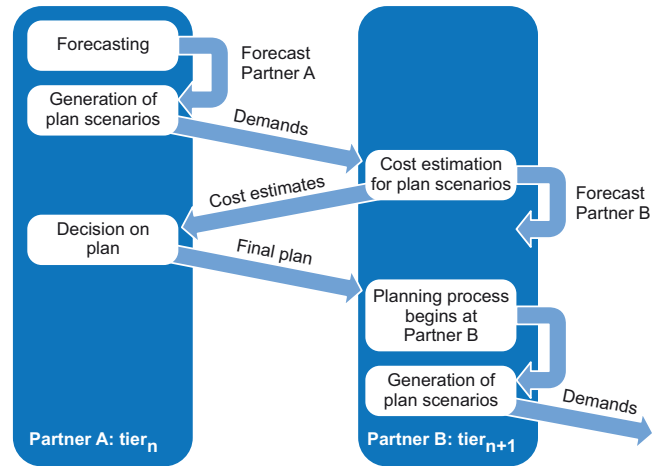 Forecasting
Forecast
Partner A
Generation of
plan scenarios
Demands
Cost estimation
for plan scenarios
Cost estimates
Forecast
Partner B
Decision on
plan
Final plan
Planning process
begins at
Partner B
Generation of
plan scenarios
Demands
Partner A: tierₙ
Partner B: tierₙ₊₁